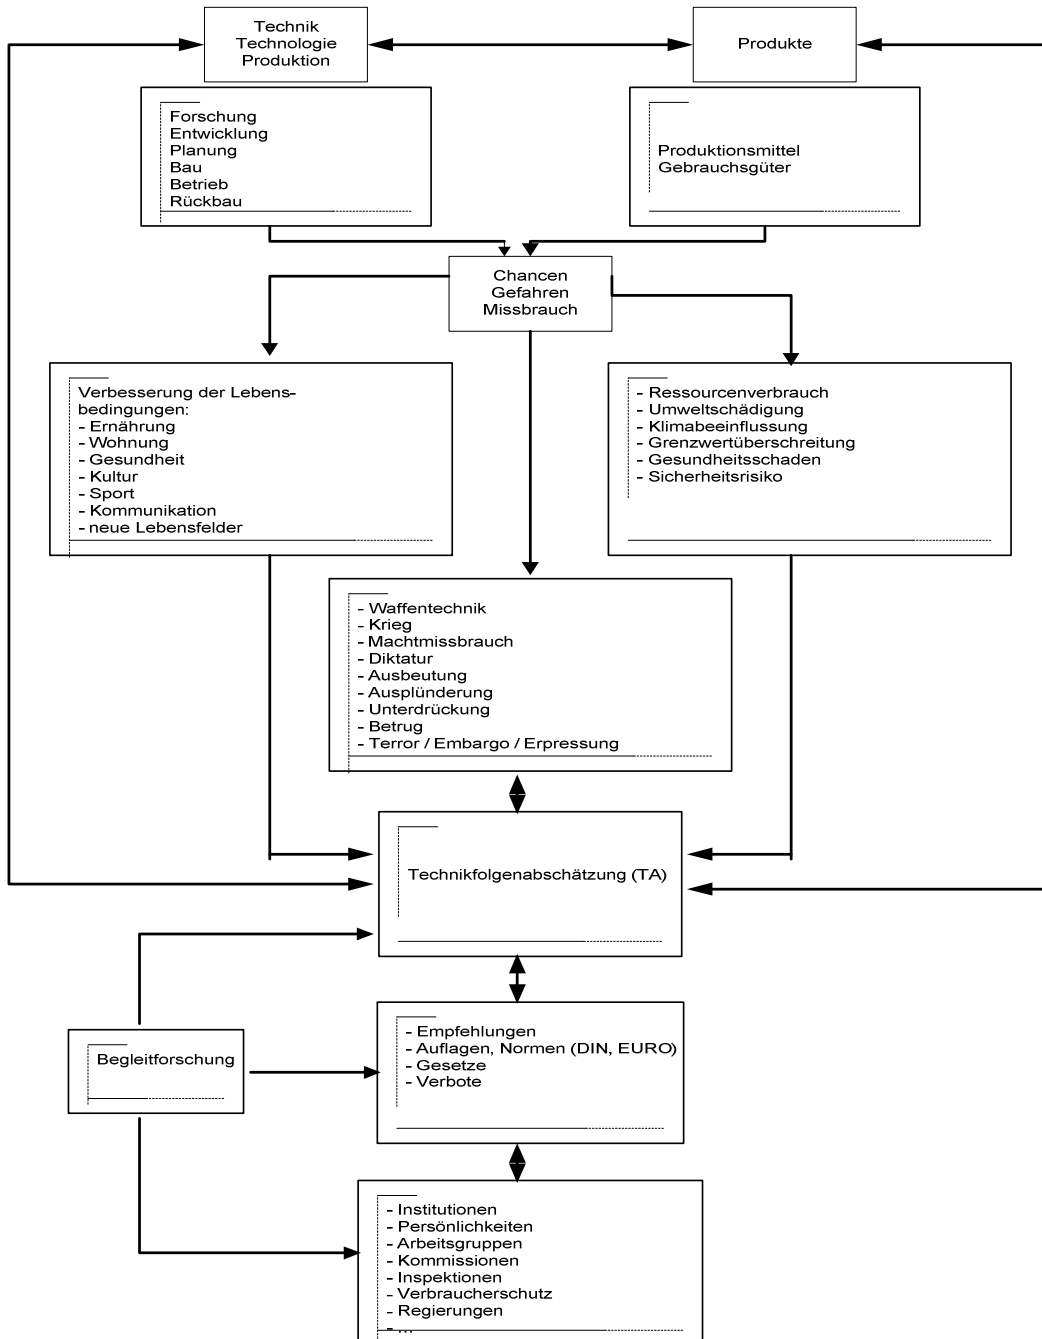 Technik
Technologie
Produktion
Produkte
Forschung
Entwicklung
Planung
Bau
Betrieb
Rückbau
Produktionsmittel
Gebrauchsgüter
Chancen
Gefahren
Missbrauch
Verbesserung der Lebens-
bedingungen:
- Ernährung
- Wohnung
- Gesundheit
- Kultur
- Sport
- Kommunikation
- neue Lebensfelder
- Ressourcenverbrauch
- Umweltschädigung
- Klimabeeinflussung
- Grenzwertüberschreitung
- Gesundheitsschaden
- Sicherheitsrisiko
- Waffentechnik
- Krieg
- Machtmissbrauch
- Diktatur
- Ausbeutung
- Ausplünderung
- Unterdrückung
- Betrug
- Terror / Embargo / Erpressung
Technikfolgenabschätzung (TA)
Begleitforschung
- Empfehlungen
- Auflagen, Normen (DIN, EURO)
- Gesetze
- Verbote
- Institutionen
- Persönlichkeiten
- Arbeitsgruppen
- Kommissionen
- Inspektionen
- Verbraucherschutz
- Regierungen
- ...